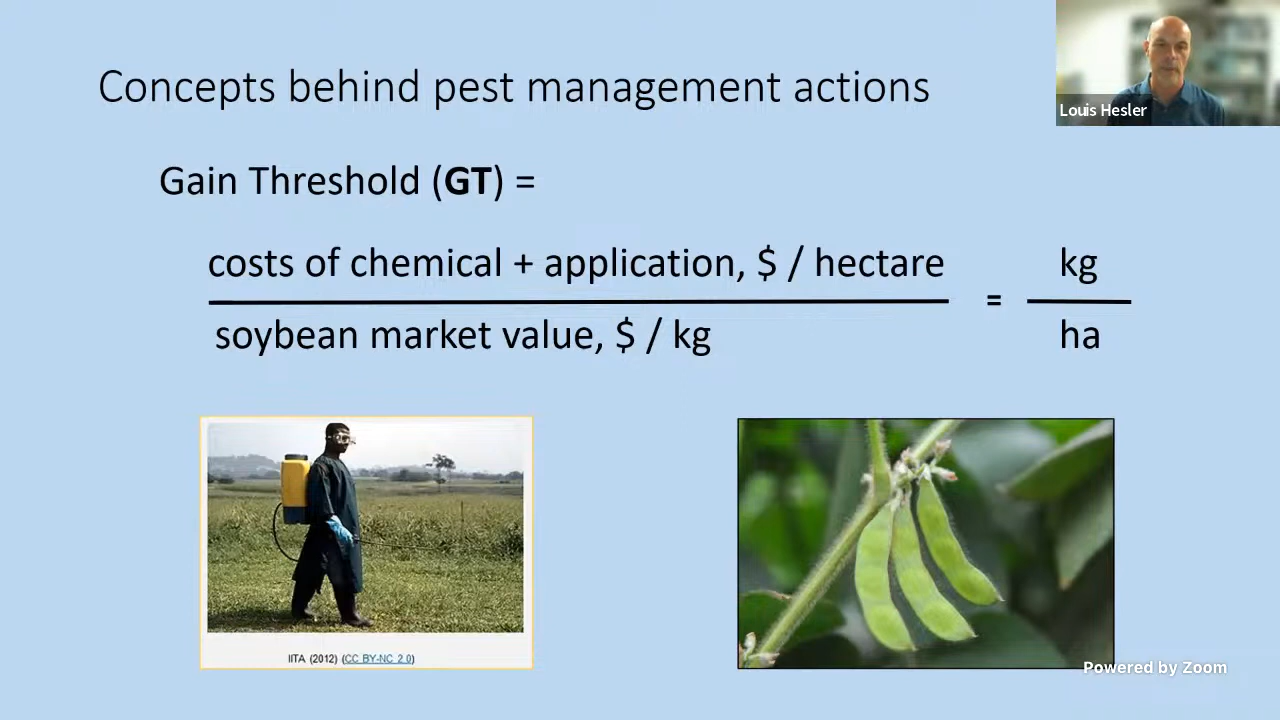 Concepts behind pest management actions
Louis Hesler
Gain Threshold (GT) =
costs of chemical + application, $ / hectare
soybean market value, $ / kg
=
kg
ha
IITA (2012) (CC BY-NC 2.0)
Powered by Zoom